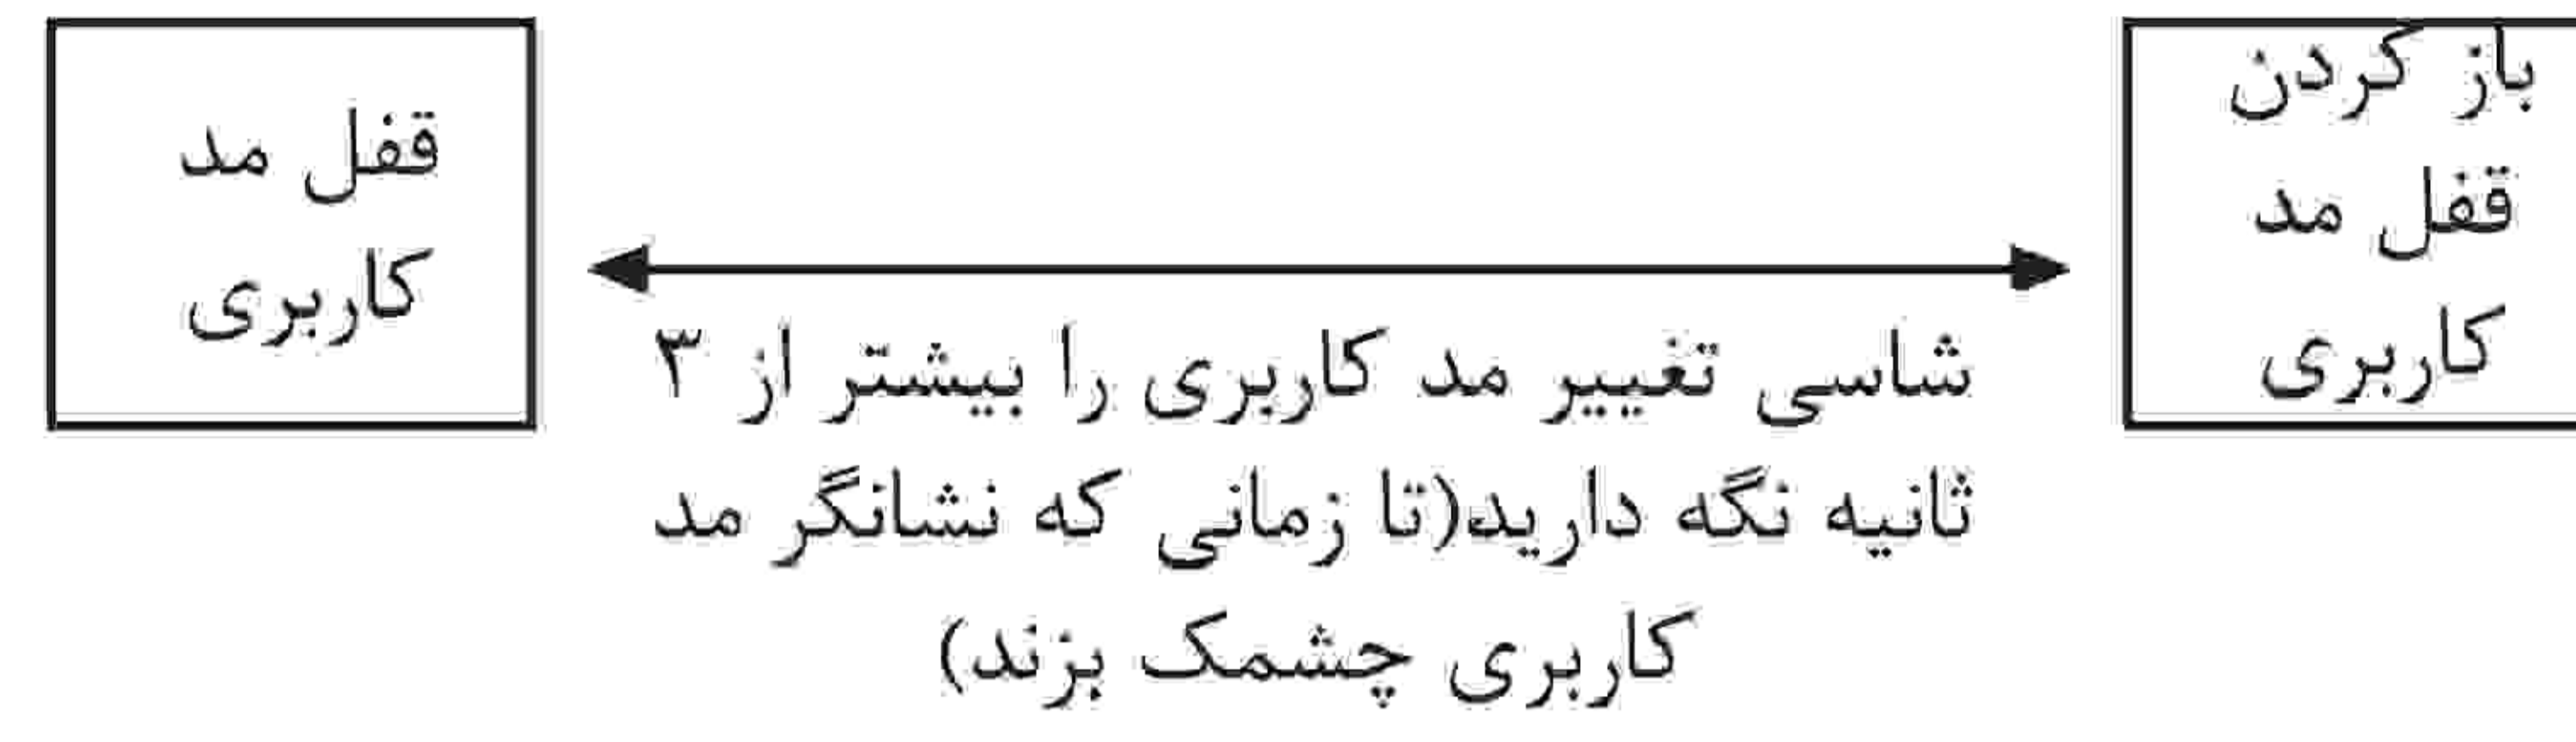 باز کردن
قفل مد
کاربری
شاسی تغییر مد کاربری را بیشتر از ۳
ثانیه نگه دارید(تا زمانی که نشانگر مد
کاربری چشمک بزند)
قفل مد
کاربری